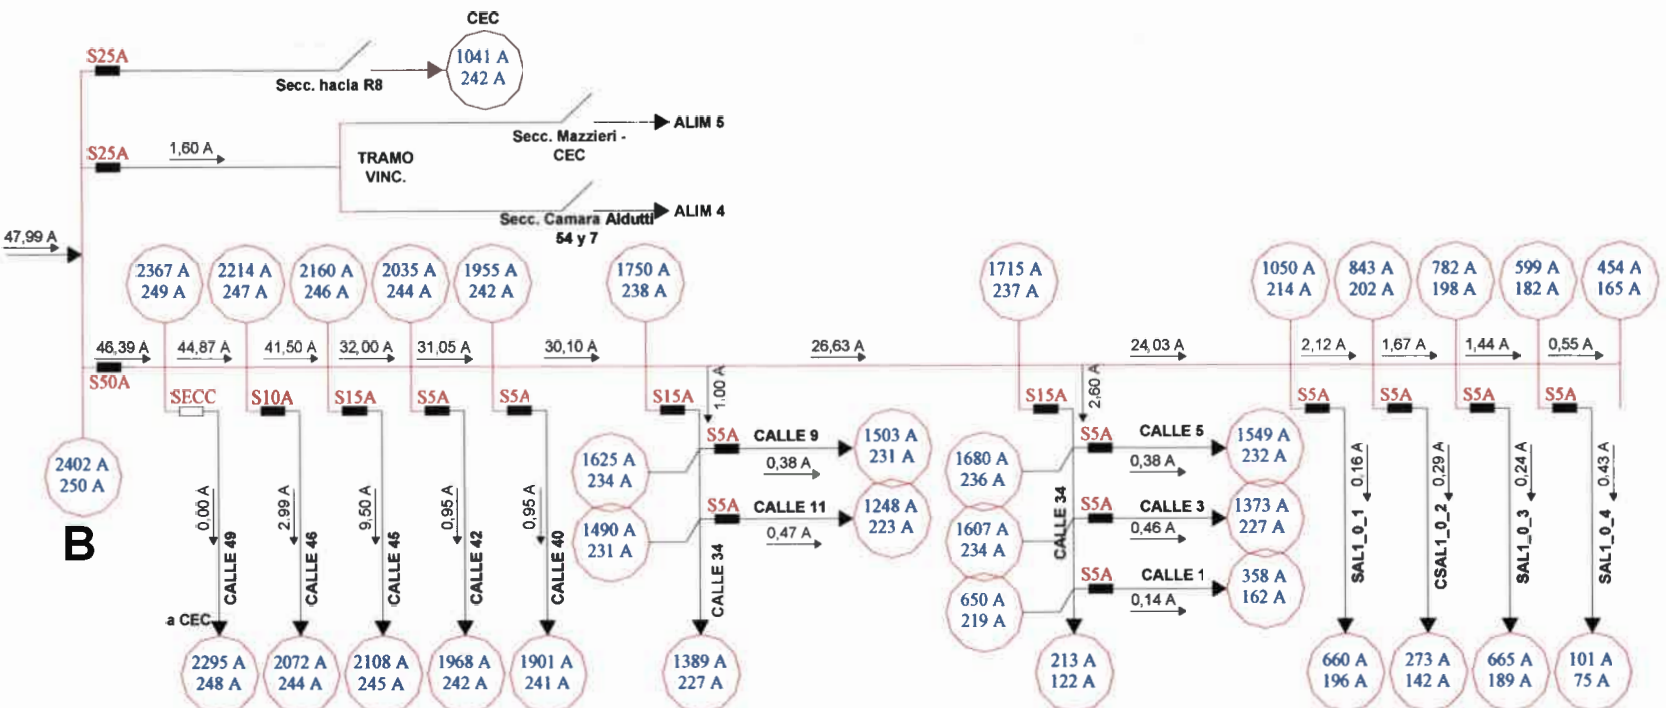 CEC
S25A
1041 A
242 A
Secc. hacia R8
ALIM 5
Secc. Mazzieri -
CEC
S25A
1,60 A
TRAMO
VINC.
ALIM 4
Secc. Camara Aldutti
54 y 7
47,99 A
2367 A
249 A
2214 A
247 A
2160 A
246 A
2035 A
244 A
1955 A
242 A
1750 A
238 A
1715 A
237 A
1050 A
214 A
843 A
202 A
782 A
198 A
599 A
182 A
454 A
165 A
46,39 A
44,87 A
41,50 A
32,00 A
31,05 A
30,10 A
26,63 A
24,03 A
2,12 A
1,67 A
1,44 A
0,55 A
S50A
SECC
S10A
S15A
S5A
S5A
S15A
1.00 A
S15A
2,60 A
S5A
S5A
S5A
S5A
2402 A
250 A
B
0,00 A
CALLE 49
2.99 A
CALLE 46
9,50 A
CALLE 45
0,95 A
CALLE 42
0,95 A
CALLE 40
1625 A
234 A
S5A
CALLE 9
0,38 A
1503 A
231 A
1490 A
231 A
S5A
CALLE 11
0,47 A
1248 A
223 A
CALLE 34
1680 A
236 A
S5A
CALLE 5
0,38 A
1549 A
232 A
1607 A
234 A
CALLE 34
S5A
CALLE 3
0,46 A
1373 A
227 A
650 A
219 A
S5A
CALLE 1
0,14 A
358 A
162 A
0,16 A
SAL1_0_1
0,29 A
CSAL1_0_2
0,24 A
SAL1_0_3
0,43 A
SAL1_0_4
a CEC
2295 A
248 A
2072 A
244 A
2108 A
245 A
1968 A
242 A
1901 A
241 A
1389 A
227 A
213 A
122 A
660 A
196 A
273 A
142 A
665 A
189 A
101 A
75 A